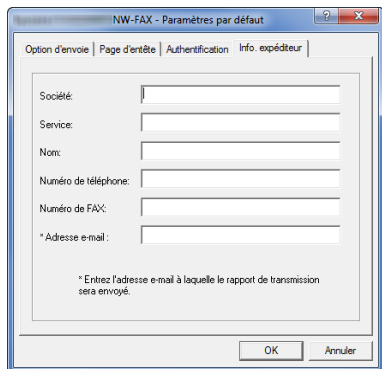 NW-FAX - Paramètres par défaut
Option d'envoie Page d'entête Authentification Info. expéditeur
Société:
Service:
Nom:
Numéro de téléphone:
Numéro de FAX:
* Adresse e-mail :
* Entrez l'adresse e-mail à laquelle le rapport de transmission
sera envoyé.
OK Annuler